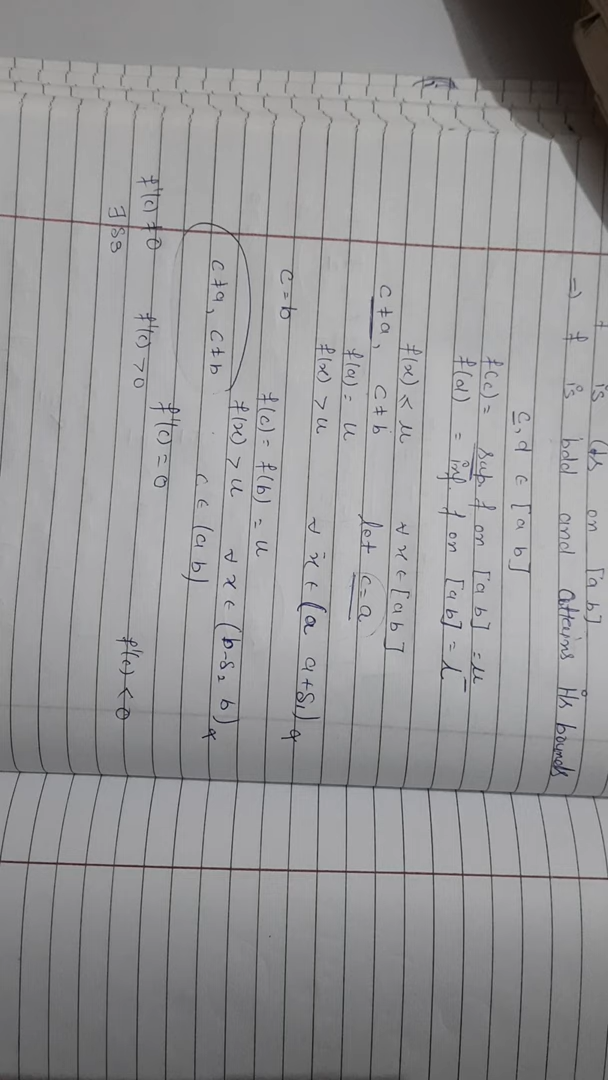 f is cts on [a b]
=) f is bdd and attains its bounds
c, d ∈ [a b]
f(c) = sup f on [a b] = u
f(d) = inf f on [a b] = l
f(x) < u ∀ x ∈ [a b]
c ≠ a, c ≠ b let c = a
f(a) = u
f(x) > u ∀ x ∈ (a a+δ₁)
c = b
f(c) = f(b) = u
f(x) > u ∀ x ∈ (b-δ₂ b)
c ≠ a, c ≠ b c ∈ (a b)
f'(c) = 0
f'(c) ≠ 0 f'(c) > 0 f'(c) < 0
∃ δ